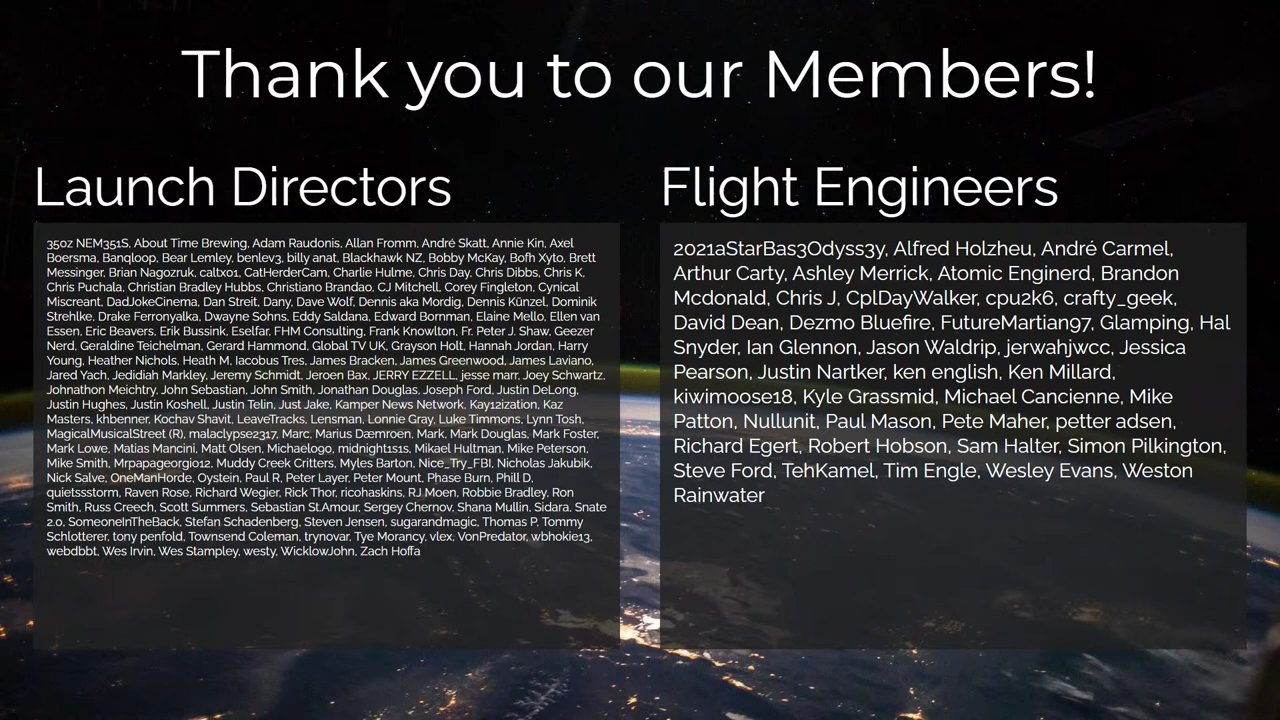 Thank you to our Members!
Launch Directors
35oz NEM351S, About Time Brewing, Adam Raudonis, Allan Fromm, André Skatt, Annie Kin, Axel
Boersma, Banqloop, Bear Lemley, benlev3, billy anat, Blackhawk NZ, Bobby McKay, Bofh Xyto, Brett
Messinger, Brian Nagozruk, caltx01, CatHerderCam, Charlie Hulme, Chris Day, Chris Dibbs, Chris K,
Chris Puchala, Christian Bradley Hubbs, Christiano Brandao, CJ Mitchell, Corey Fingleton, Cynical
Miscreant, DadJokeCinema, Dan Streit, Dany, Dave Wolf, Dennis aka Mordig, Dennis Künzel, Dominik
Strehlke, Drake Ferronyalka, Dwayne Sohns, Eddy Saldana, Edward Bornman, Elaine Mello, Ellen van
Essen, Eric Beavers, Erik Bussink, Eselfar, FHM Consulting, Frank Knowlton, Fr. Peter J. Shaw, Geezer
Nerd, Geraldine Teichelman, Gerard Hammond, Global TV UK, Grayson Holt, Hannah Jordan, Harry
Young, Heather Nichols, Heath M, Iacobus Tres, James Bracken, James Greenwood, James Laviano,
Jared Yach, Jedidiah Markley, Jeremy Schmidt, Jeroen Bax, JERRY EZZELL, jesse marr, Joey Schwartz,
Johnathon Meichtry, John Sebastian, John Smith, Jonathan Douglas, Joseph Ford, Justin DeLong,
Justin Hughes, Justin Koshell, Justin Telin, Just Jake, Kamper News Network, Kay12ization, Kaz
Masters, khbenner, Kochav Shavit, LeaveTracks, Lensman, Lonnie Gray, Luke Timmons, Lynn Tosh,
MagicalMusicalStreet (R), malaclypse2317, Marc, Marius Dæmroen, Mark, Mark Douglas, Mark Foster,
Mark Lowe, Matias Mancini, Matt Olsen, Michaelogo, midnight1s1s, Mikael Hultman, Mike Peterson,
Mike Smith, Mrpapageorgio12, Muddy Creek Critters, Myles Barton, Nice_Try_FBI, Nicholas Jakubik,
Nick Salve, OneManHorde, Oystein, Paul R, Peter Layer, Peter Mount, Phase Burn, Phill D,
quietssstorm, Raven Rose, Richard Wegier, Rick Thor, ricohaskins, RJ Moen, Robbie Bradley, Ron
Smith, Russ Creech, Scott Summers, Sebastian St.Amour, Sergey Chernov, Shana Mullin, Sidara, Snate
2.0, SomeoneInTheBack, Stefan Schadenberg, Steven Jensen, sugarandmagic, Thomas P, Tommy
Schlotterer, tony penfold, Townsend Coleman, trynovar, Tye Morancy, vlex, VonPredator, wbhokie13,
webdbbt, Wes Irvin, Wes Stampley, westy, WicklowJohn, Zach Hoffa
Flight Engineers
2021aStarBas3Odyss3y, Alfred Holzheu, André Carmel,
Arthur Carty, Ashley Merrick, Atomic Enginerd, Brandon
Mcdonald, Chris J, CplDayWalker, cpu2k6, crafty_geek,
David Dean, Dezmo Bluefire, FutureMartian97, Glamping, Hal
Snyder, Ian Glennon, Jason Waldrip, jerwahjwcc, Jessica
Pearson, Justin Nartker, ken english, Ken Millard,
kiwimoose18, Kyle Grassmid, Michael Cancienne, Mike
Patton, Nullunit, Paul Mason, Pete Maher, petter adsen,
Richard Egert, Robert Hobson, Sam Halter, Simon Pilkington,
Steve Ford, TehKamel, Tim Engle, Wesley Evans, Weston
Rainwater